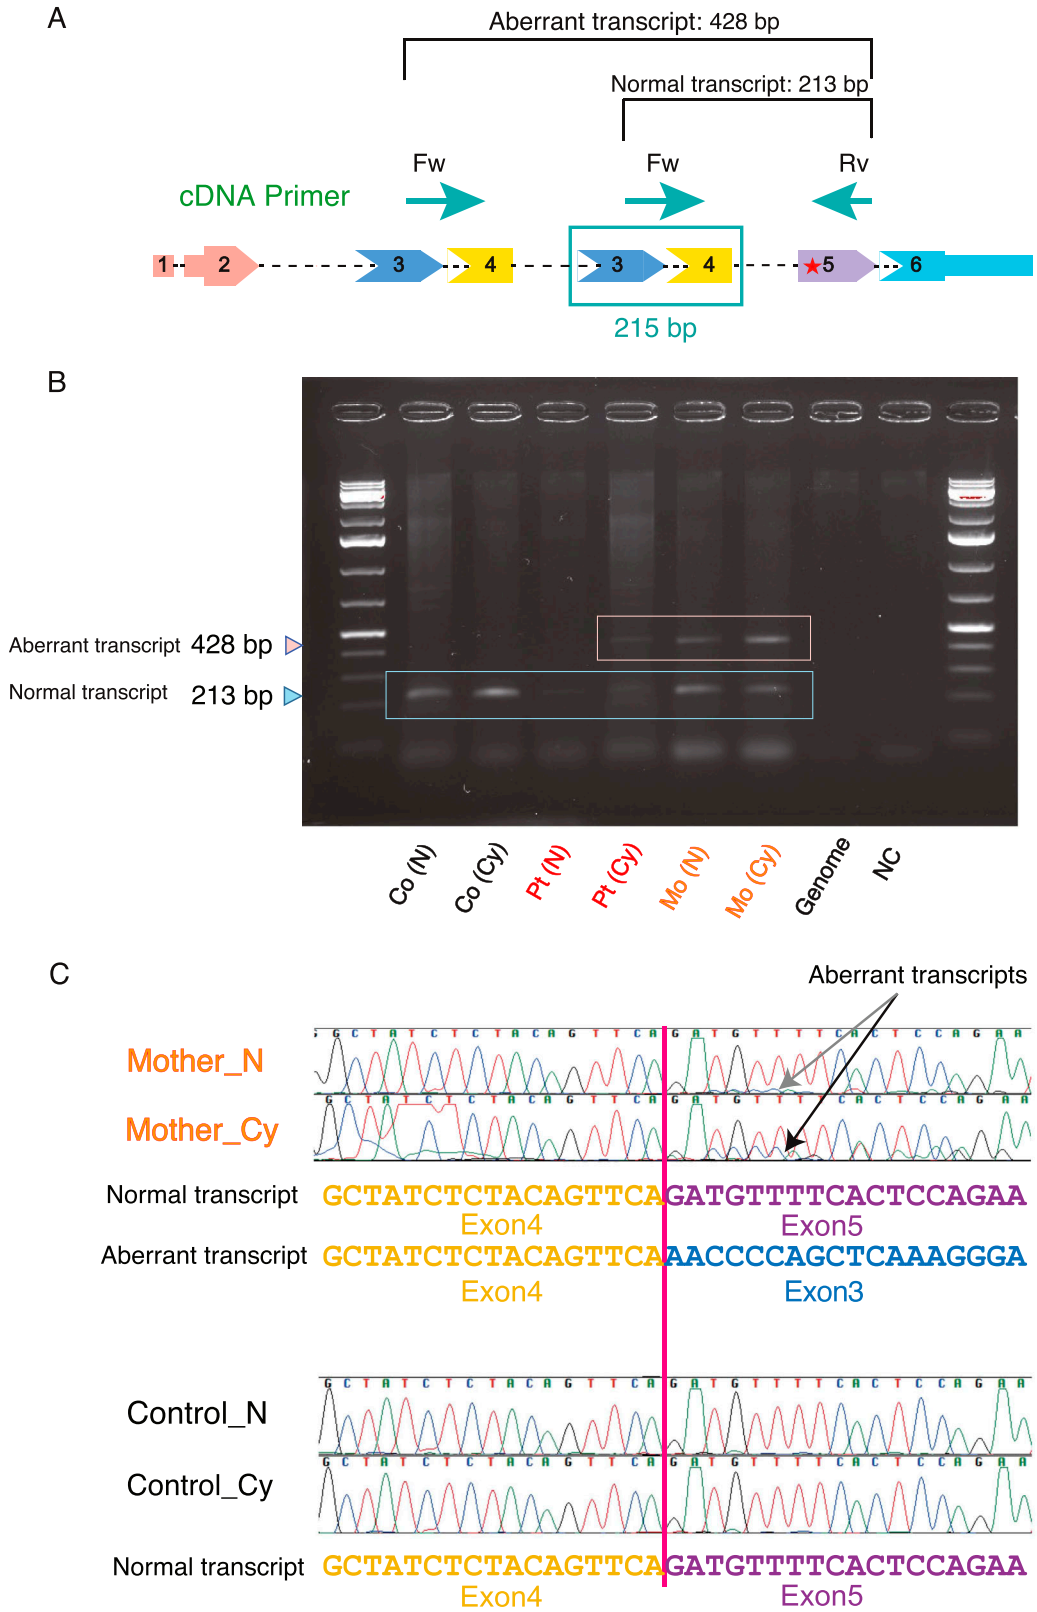 A
Aberrant transcript: 428 bp
Normal transcript: 213 bp
Fw Fw Rv
cDNA Primer
1 2 3 4 3 4 5 6
215 bp
B
Aberrant transcript 428 bp
Normal transcript 213 bp
Co (N) Co (Cy) Pt (N) Pt (Cy) Mo (N) Mo (Cy) Genome NC
C
Aberrant transcripts
G C T A T C T C T A C A G T T C A G A T G T T T T C A C T C C A G A A
Mother_N
G C T A T C T C T A C A G T T C A G A T G T T T T C A C T C C A G A A
Mother_Cy
Normal transcript GCTATCTCTACAGTTCAGATGTTTTCACTCCAGAA
Exon4 Exon5
Aberrant transcript GCTATCTCTACAGTTCAAACCCCAGCTCAAAGGGA
Exon4 Exon3
G C T A T C T C T A C A G T T C A G A T G T T T T C A C T C C A G A A
Control_N
G C T A T C T C T A C A G T T C A G A T G T T T T C A C T C C A G A A
Control_Cy
Normal transcript GCTATCTCTACAGTTCAGATGTTTTCACTCCAGAA
Exon4 Exon5